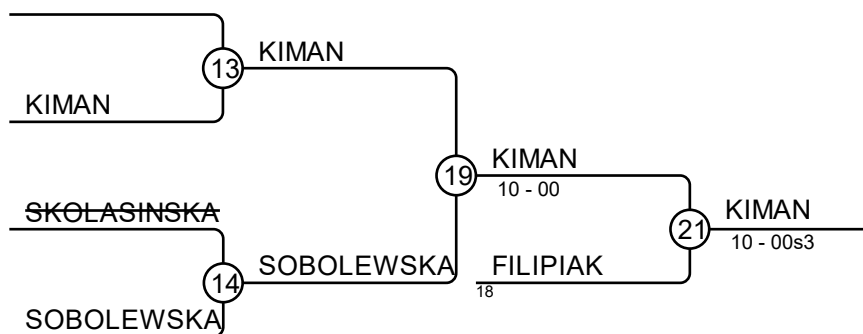 KIMAN
13
KIMAN
KIMAN
19
10 - 00
SKOLASINSKA
KIMAN
21
10 - 00s3
14
SOBOLEWSKA
FILIPIAK
18
SOBOLEWSKA